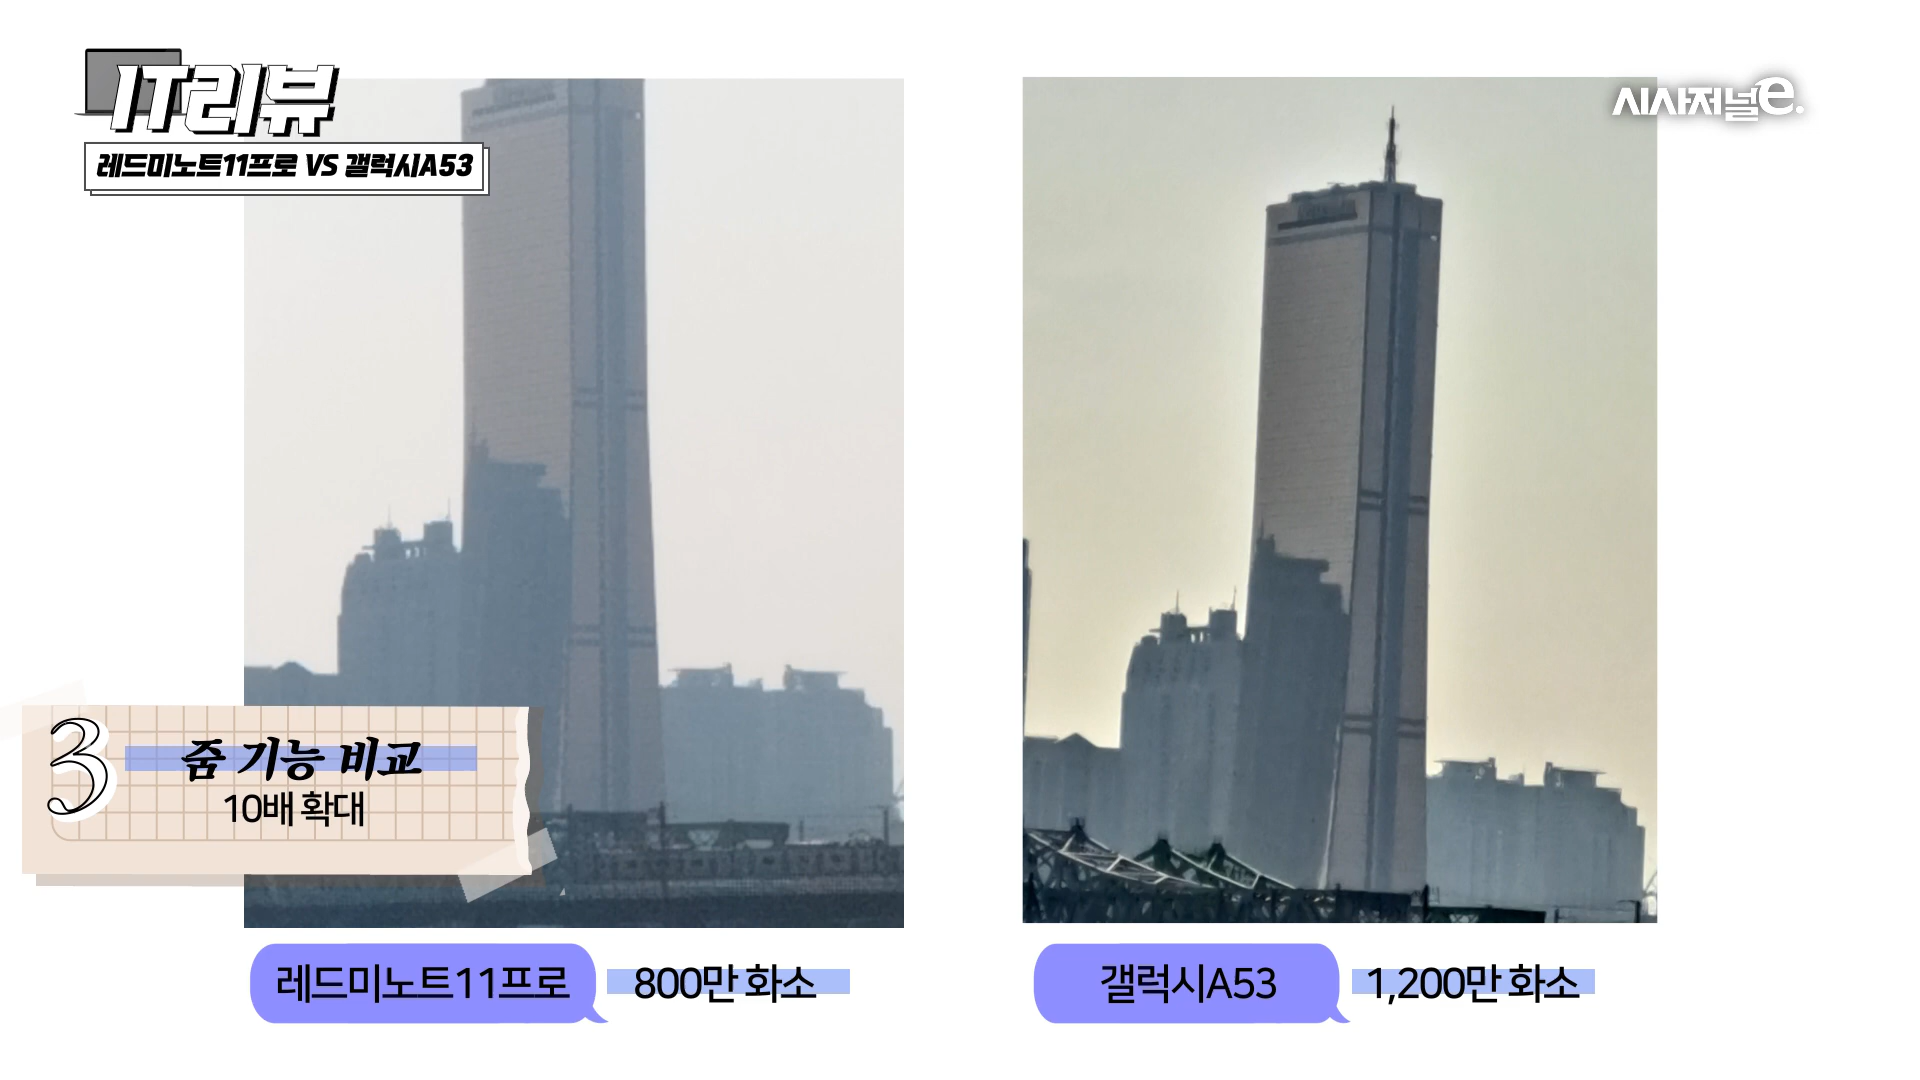 IT리뷰
레드미노트11프로 VS 갤럭시A53
시사저널e.
3
줌 기능 비교
10배 확대
레드미노트11프로
800만 화소
갤럭시A53
1,200만 화소